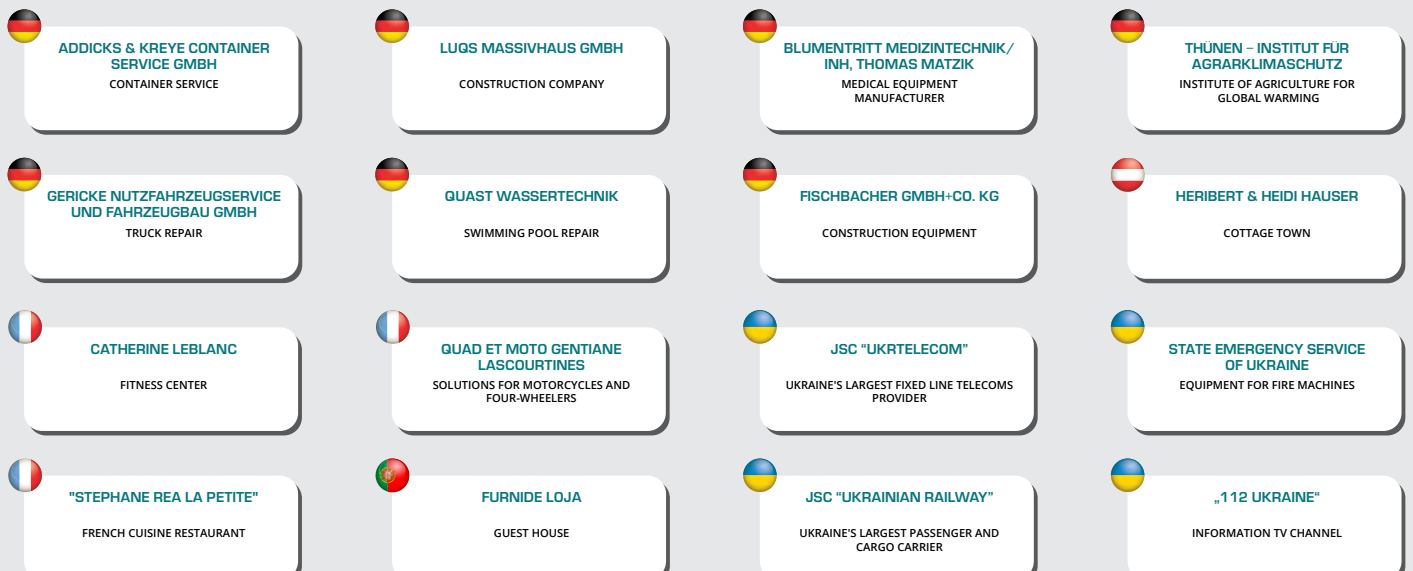 ADDICKS & KREYE CONTAINER
SERVICE GMBH
CONTAINER SERVICE
LUQS MASSIVHAUS GMBH
CONSTRUCTION COMPANY
BLUMENTRITT MEDIZINTECHNIK/
INH, THOMAS MATZIK
MEDICAL EQUIPMENT
MANUFACTURER
THÜNEN – INSTITUT FÜR
AGRARKLIMASCHUTZ
INSTITUTE OF AGRICULTURE FOR
GLOBAL WARMING
GERICKE NUTZFAHRZEUGSERVICE
UND FAHRZEUGBAU GMBH
TRUCK REPAIR
QUAST WASSERTECHNIK
SWIMMING POOL REPAIR
FISCHBACHER GMBH+CO. KG
CONSTRUCTION EQUIPMENT
HERIBERT & HEIDI HAUSER
COTTAGE TOWN
CATHERINE LEBLANC
FITNESS CENTER
QUAD ET MOTO GENTIANE
LASCOURTINES
SOLUTIONS FOR MOTORCYCLES AND
FOUR-WHEELERS
JSC “UKRTELECOM”
UKRAINE'S LARGEST FIXED LINE TELECOMS
PROVIDER
STATE EMERGENCY SERVICE
OF UKRAINE
EQUIPMENT FOR FIRE MACHINES
"STEPHANE REA LA PETITE"
FRENCH CUISINE RESTAURANT
FURNIDE LOJA
GUEST HOUSE
JSC “UKRAINIAN RAILWAY”
UKRAINE'S LARGEST PASSENGER AND
CARGO CARRIER
„112 UKRAINE“
INFORMATION TV CHANNEL